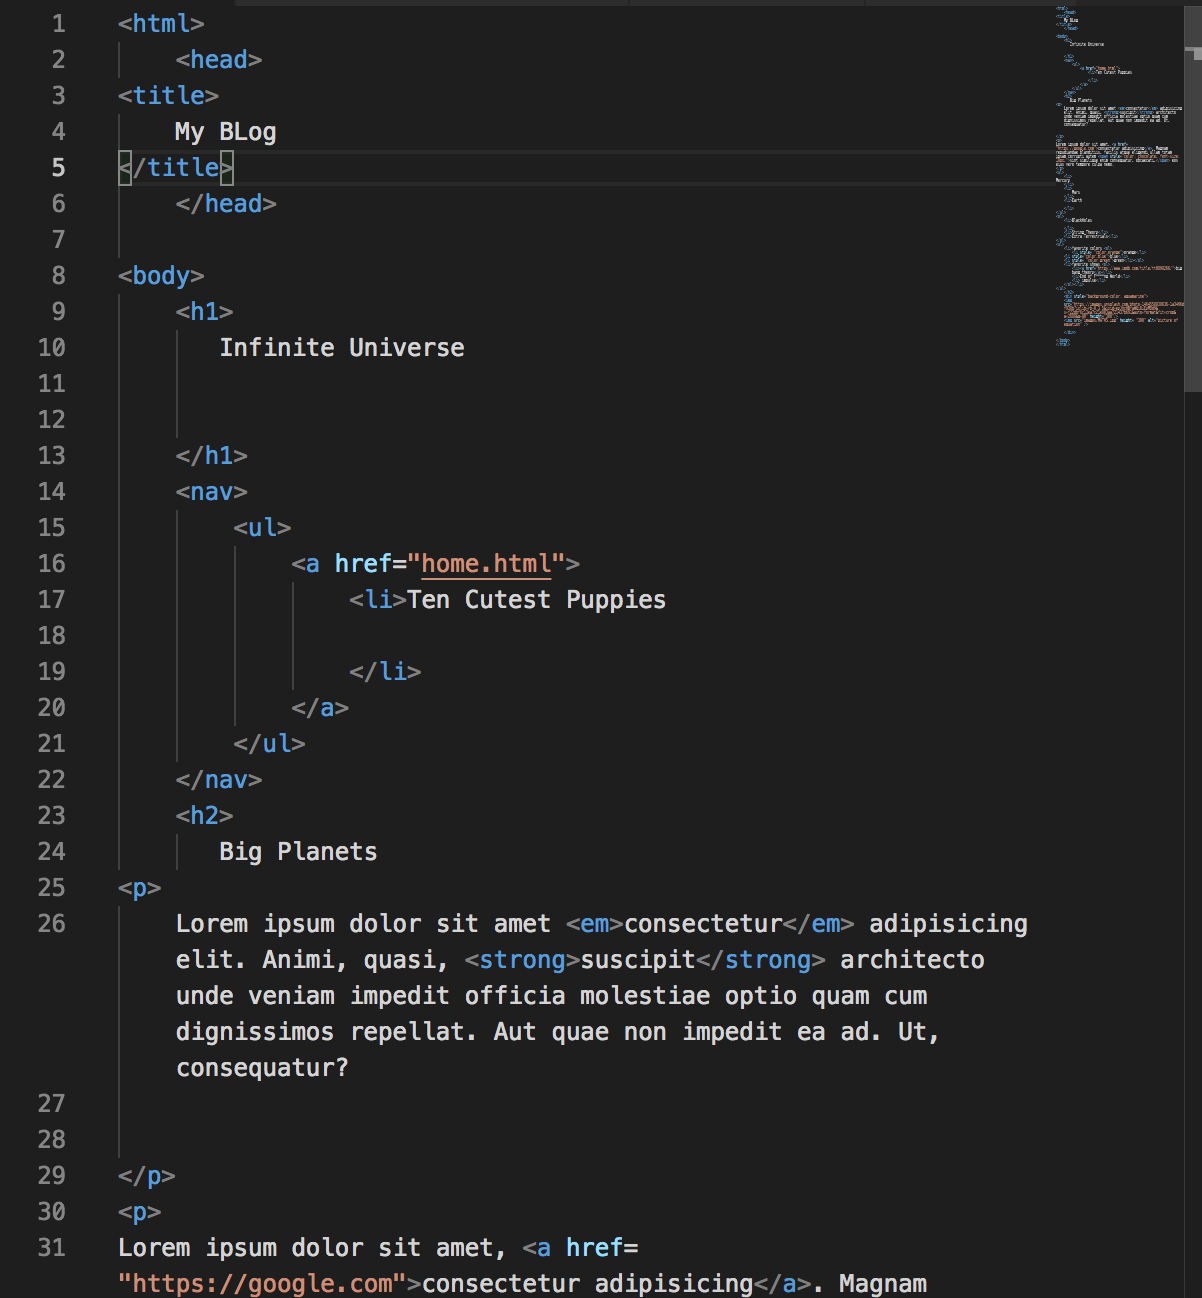 1 <html>
2 <head>
3 <title>
4 My BLog
5 </title>
6 </head>
7
8 <body>
9 <h1>
10 Infinite Universe
11
12
13 </h1>
14 <nav>
15 <ul>
16 <a href="home.html">
17 <li>Ten Cutest Puppies
18
19 </li>
20 </a>
21 </ul>
22 </nav>
23 <h2>
24 Big Planets
25 <p>
26 Lorem ipsum dolor sit amet <em>consectetur</em> adipisicing
elit. Animi, quasi, <strong>suscipit</strong> architecto
unde veniam impedit officia molestiae optio quam cum
dignissimos repellat. Aut quae non impedit ea ad. Ut,
consequatur?
27
28
29 </p>
30 <p>
31 Lorem ipsum dolor sit amet, <a href=
"https://google.com">consectetur adipisicing</a>. Magnam